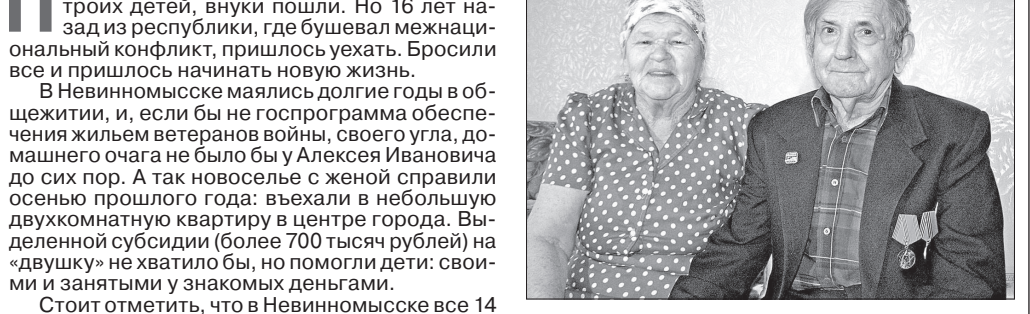 троих детей, внуки пошли. Но 16 лет на-
зад из республики, где бушевал межнаци-
ональный конфликт, пришлось уехать. Бросили
все и пришлось начинать новую жизнь.
В Невинномысске маялись долгие годы в об-
щежитии, и, если бы не госпрограмма обеспе-
чения жильем ветеранов войны, своего угла, до-
машнего очага не было бы у Алексея Ивановича
до сих пор. А так новоселье с женой справили
осенью прошлого года: въехали в небольшую
двухкомнатную квартиру в центре города. Вы-
деленной субсидии (более 700 тысяч рублей) на
«двушку» не хватило бы, но помогли дети: свои-
ми и занятыми у знакомых деньгами.
Стоит отметить, что в Невинномысске все 14